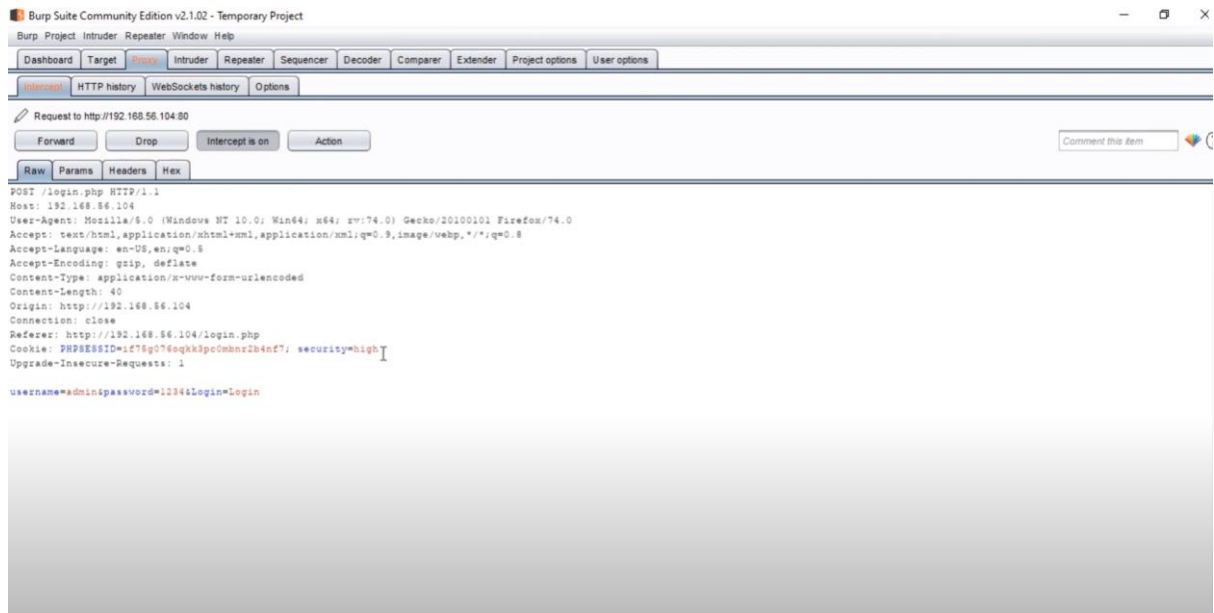 Burp Suite Community Edition v2.1.02 - Temporary Project
Burp Project Intruder Repeater Window Help
Dashboard Target Proxy Intruder Repeater Sequencer Decoder Comparer Extender Project options User options
Intercept HTTP history WebSockets history Options
Request to http://192.168.56.104:80
Forward Drop Intercept is on Action Comment this item
Raw Params Headers Hex
POST /login.php HTTP/1.1
Host: 192.168.56.104
User-Agent: Mozilla/5.0 (Windows NT 10.0; Win64; x64; rv:74.0) Gecko/20100101 Firefox/74.0
Accept: text/html,application/xhtml+xml,application/xml;q=0.9,image/webp,*/*;q=0.8
Accept-Language: en-US,en;q=0.5
Accept-Encoding: gzip, deflate
Content-Type: application/x-www-form-urlencoded
Content-Length: 40
Origin: http://192.168.56.104
Connection: close
Referer: http://192.168.56.104/login.php
Cookie: PHPSESSID=if75g076oqkk3pc0mbnr2b4nf7; security=high
Upgrade-Insecure-Requests: 1
username=admin&password=1234&Login=Login